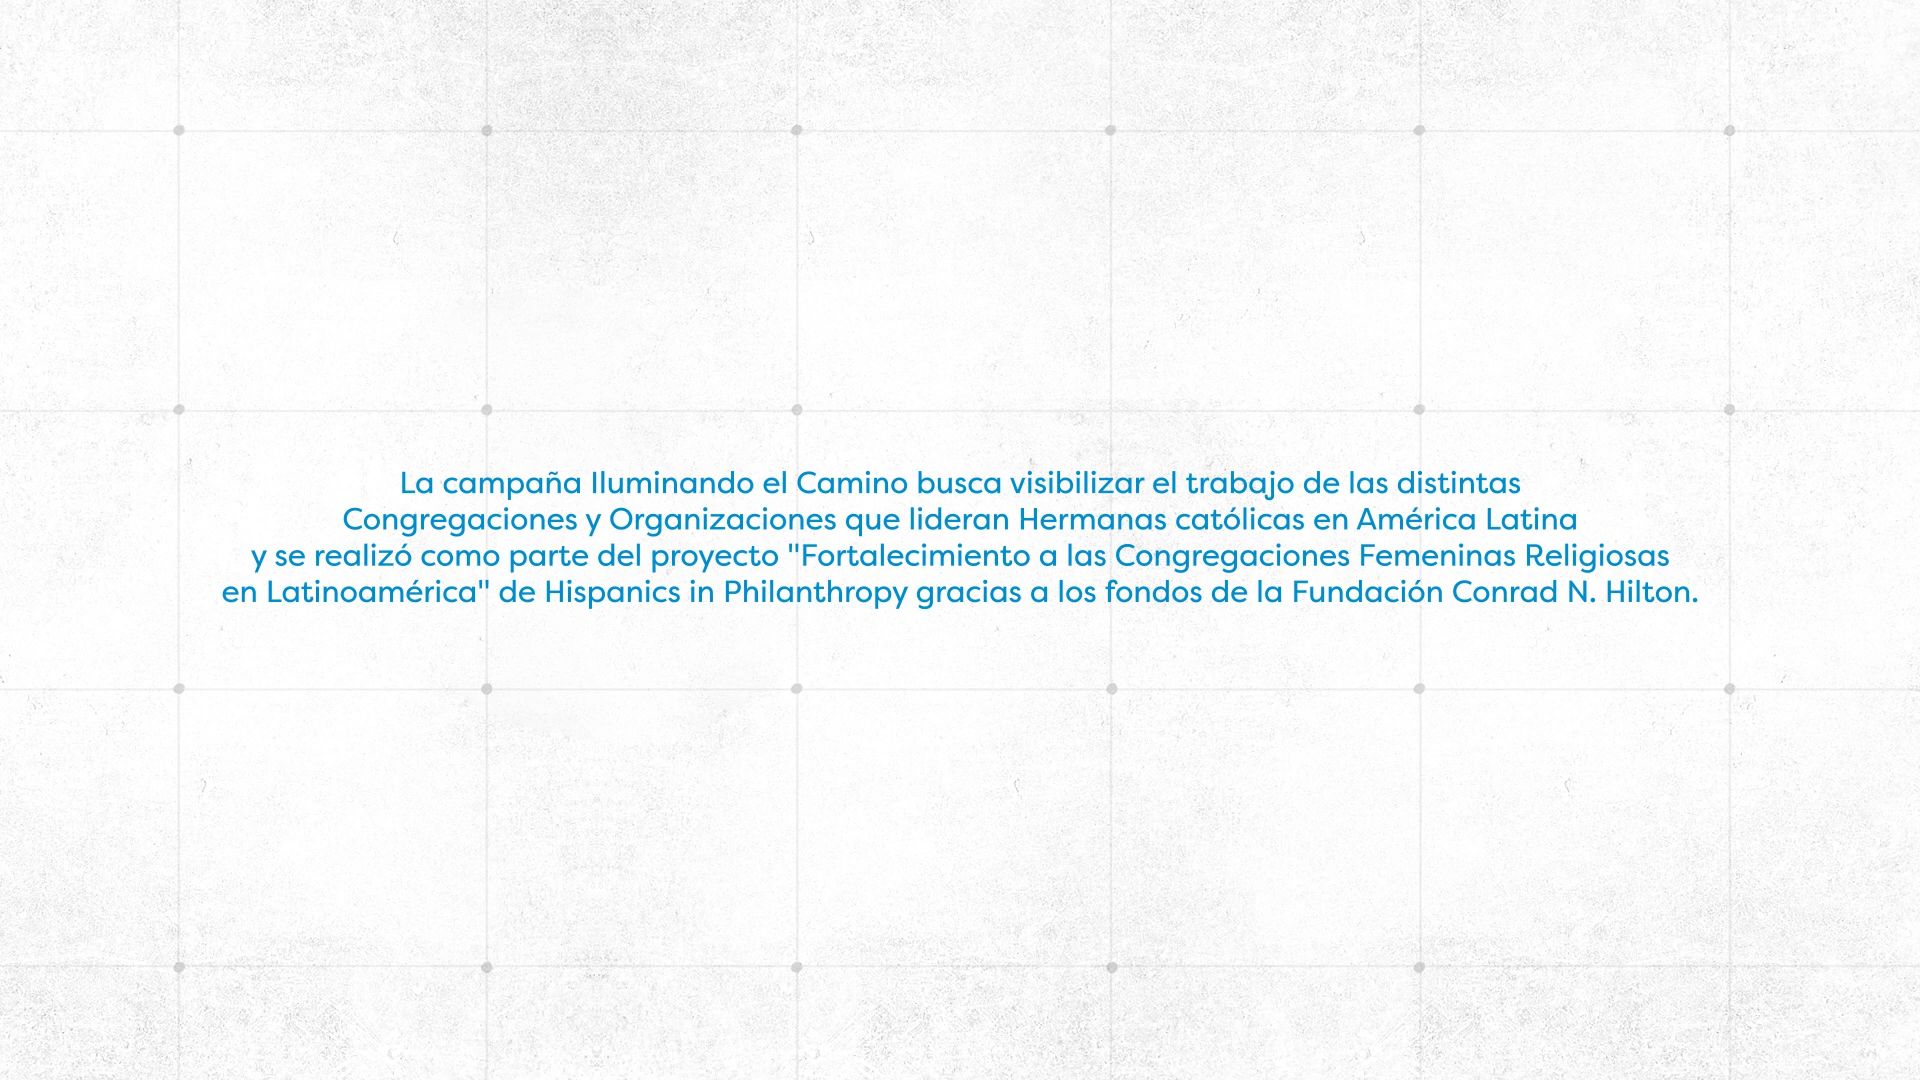 La campaña Iluminando el Camino busca visibilizar el trabajo de las distintas
Congregaciones y Organizaciones que lideran Hermanas católicas en América Latina
y se realizó como parte del proyecto "Fortalecimiento a las Congregaciones Femeninas Religiosas
en Latinoamérica" de Hispanics in Philanthropy gracias a los fondos de la Fundación Conrad N. Hilton.